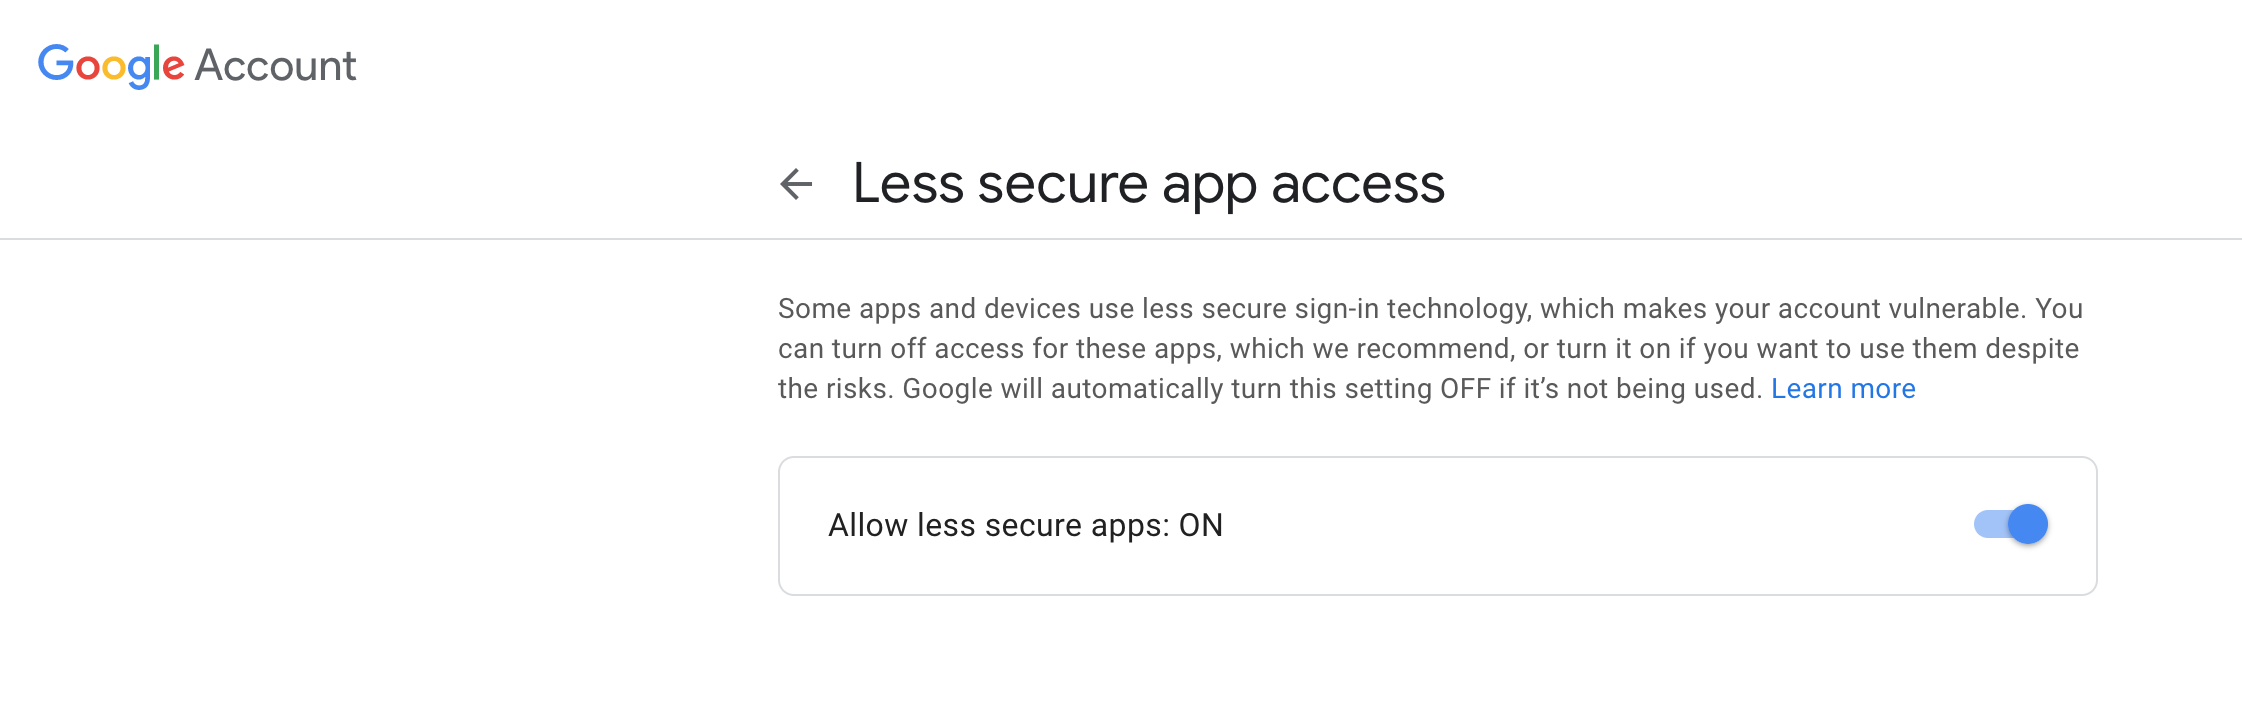 Google Account
Less secure app access
Some apps and devices use less secure sign-in technology, which makes your account vulnerable. You
can turn off access for these apps, which we recommend, or turn it on if you want to use them despite
the risks. Google will automatically turn this setting OFF if it’s not being used. Learn more
Allow less secure apps: ON